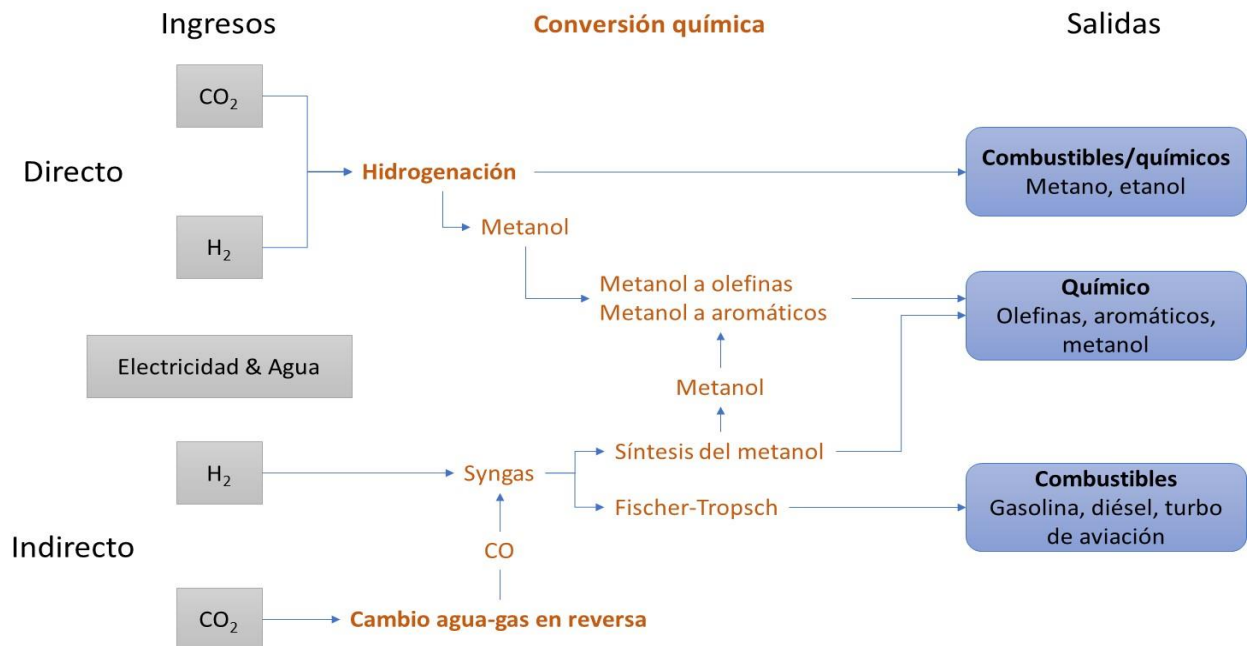 Ingresos
Conversión química
Salidas
CO₂
Directo
Hidrogenación
Combustibles/químicos
Metano, etanol
H₂
Metanol
Metanol a olefinas
Metanol a aromáticos
Químico
Olefinas, aromáticos,
metanol
Electricidad & Agua
Metanol
Síntesis del metanol
H₂
Syngas
Fischer-Tropsch
Combustibles
Gasolina, diésel, turbo
de aviación
Indirecto
CO
CO₂
Cambio agua-gas en reversa